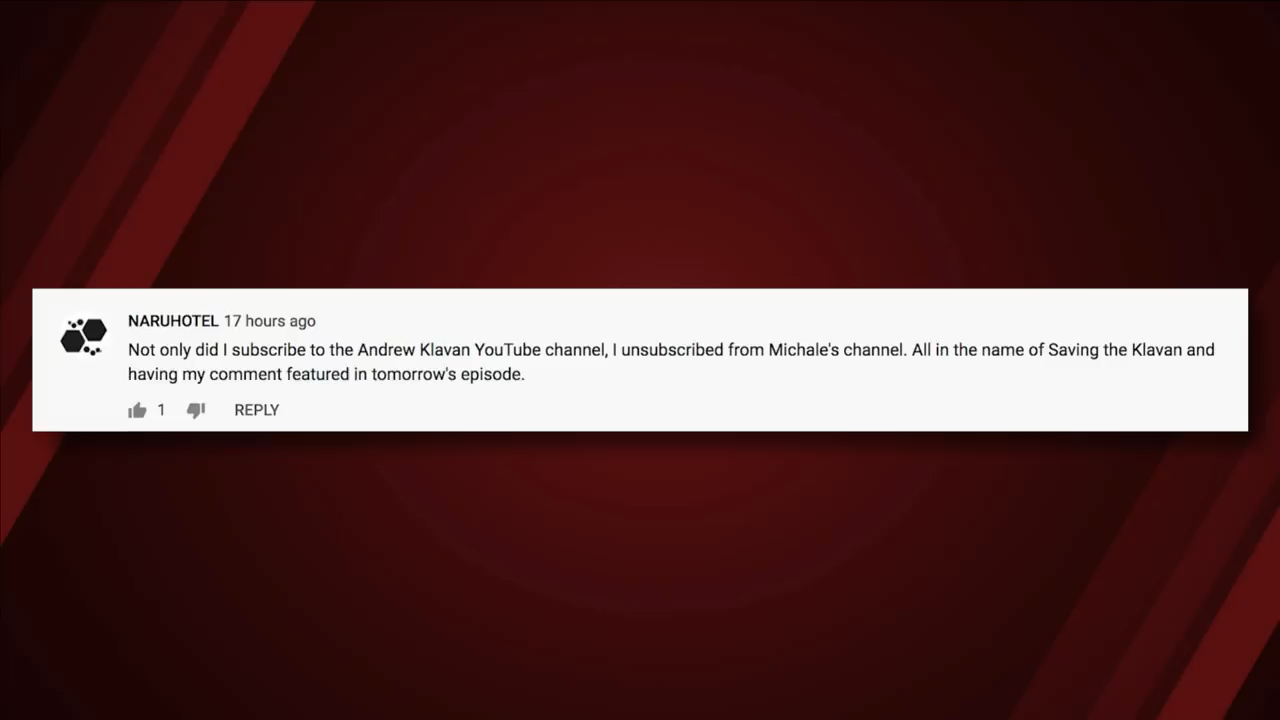 NARUHOTEL 17 hours ago
Not only did I subscribe to the Andrew Klavan YouTube channel, I unsubscribed from Michale's channel. All in the name of Saving the Klavan and
having my comment featured in tomorrow's episode.
1 REPLY